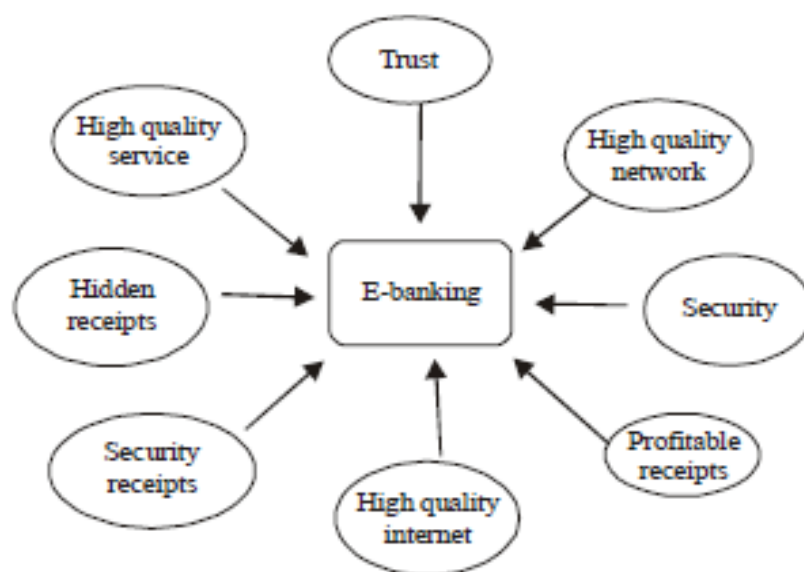 Trust
High quality
service
High quality
network
Hidden
receipts
E-banking
Security
Security
receipts
High quality
internet
Profitable
receipts